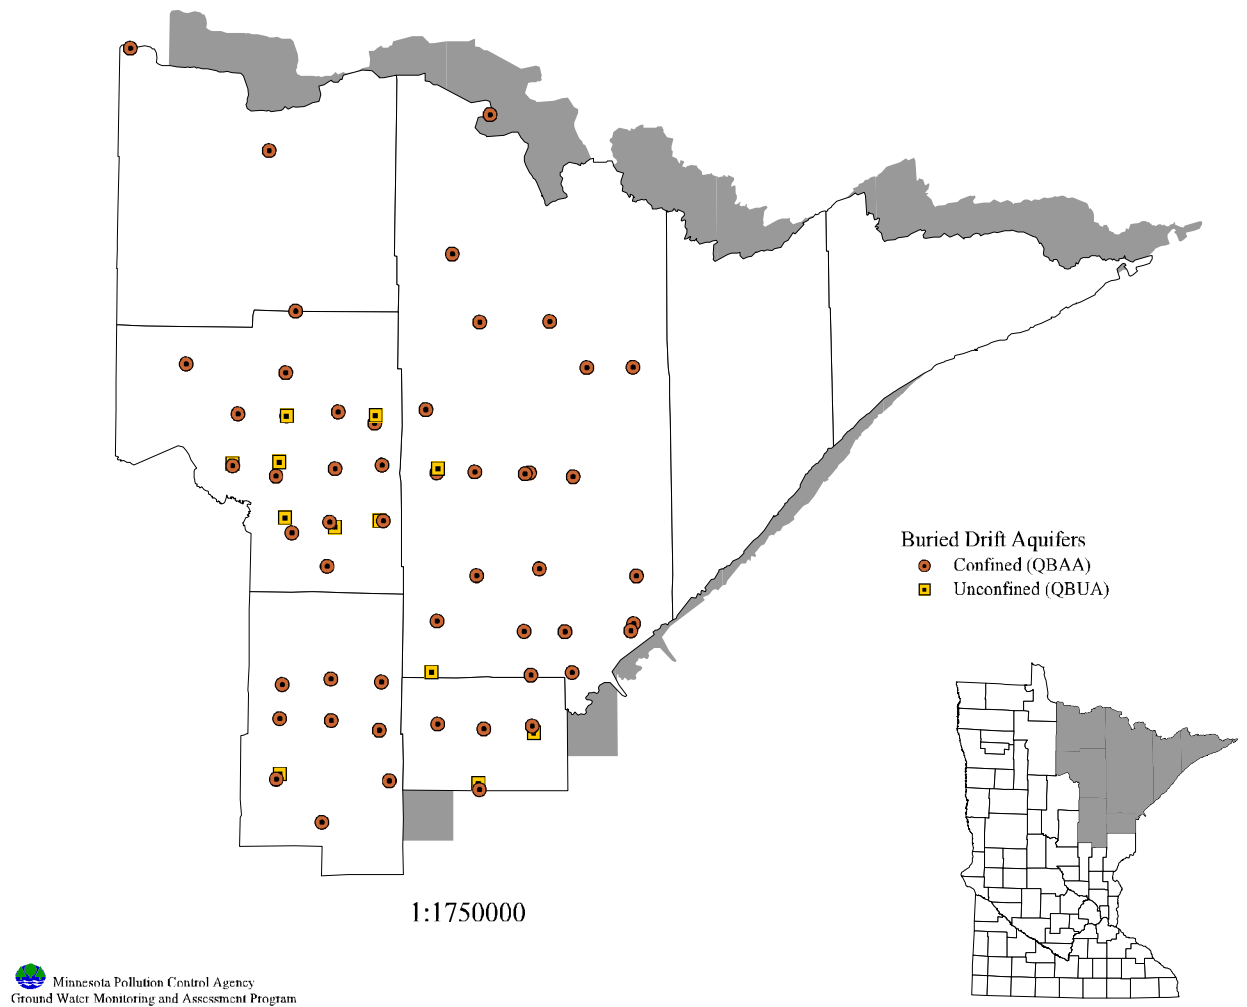 Buried Drift Aquifers
Confined (QBAA)
Unconfined (QBUA)
1:1750000
Minnesota Pollution Control Agency
Ground Water Monitoring and Assessment Program